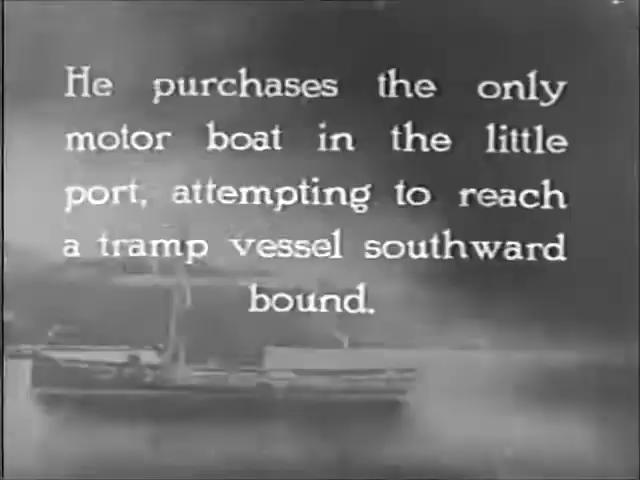 He purchases the only
motor boat in the little
port, attempting to reach
a tramp vessel southward
bound.